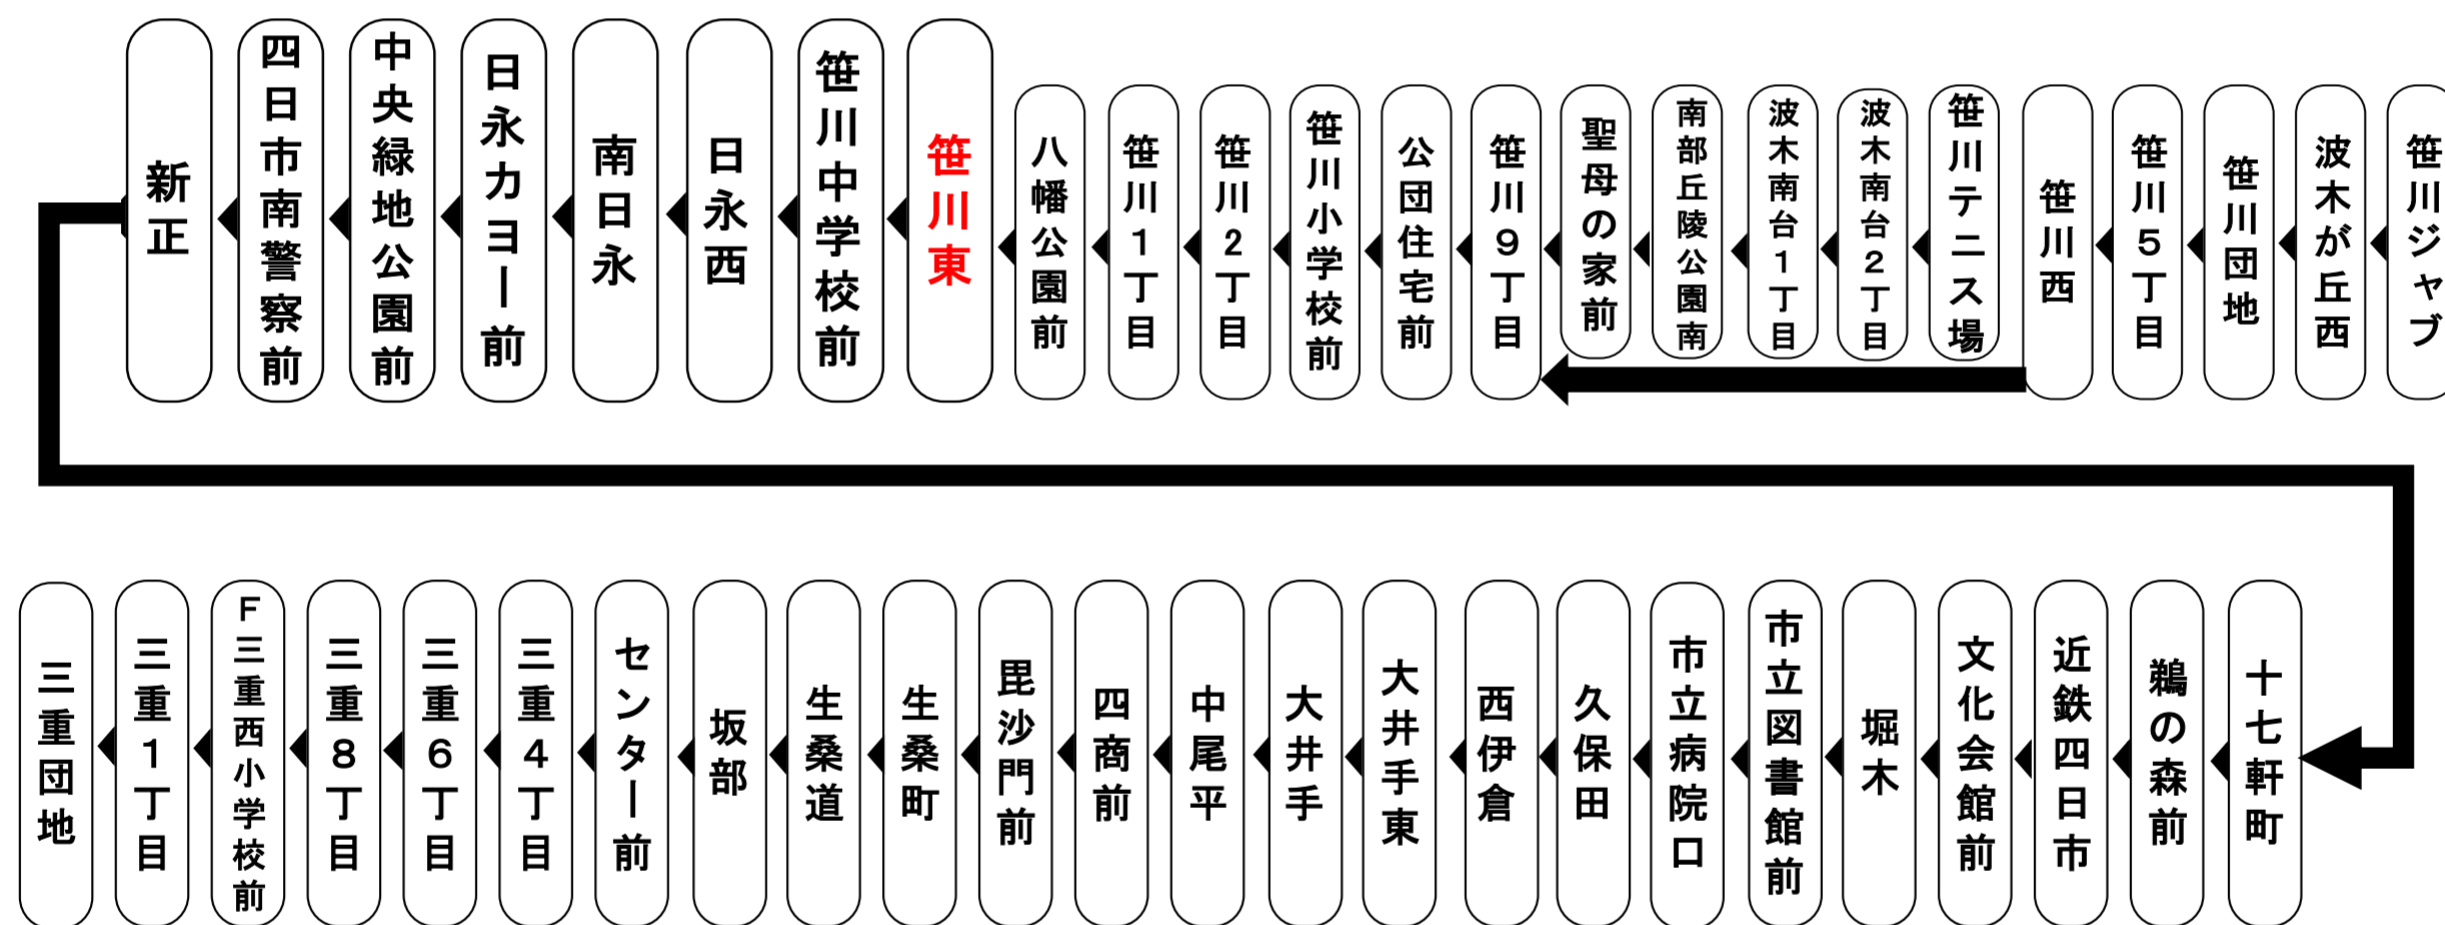 笹川ジャブ
波木が丘西
笹川団地
笹川５丁目
笹川西
笹川テニス場
波木南台２丁目
波木南台１丁目
南部丘陵公園南
聖母の家前
笹川９丁目
公団住宅前
笹川小学校前
笹川２丁目
笹川１丁目
八幡公園前
笹川東
笹川中学校前
日永西
南日永
日永カヨー前
中央緑地公園前
四日市南警察前
新正
十七軒町
鵜の森前
近鉄四日市
文化会館前
堀木
市立図書館前
市立病院口
久保田
西伊倉
大井手東
大井手
中尾平
四商前
毘沙門前
生桑町
生桑道
坂部
センター前
三重４丁目
三重６丁目
三重８丁目
Ｆ三重西小学校前
三重１丁目
三重団地